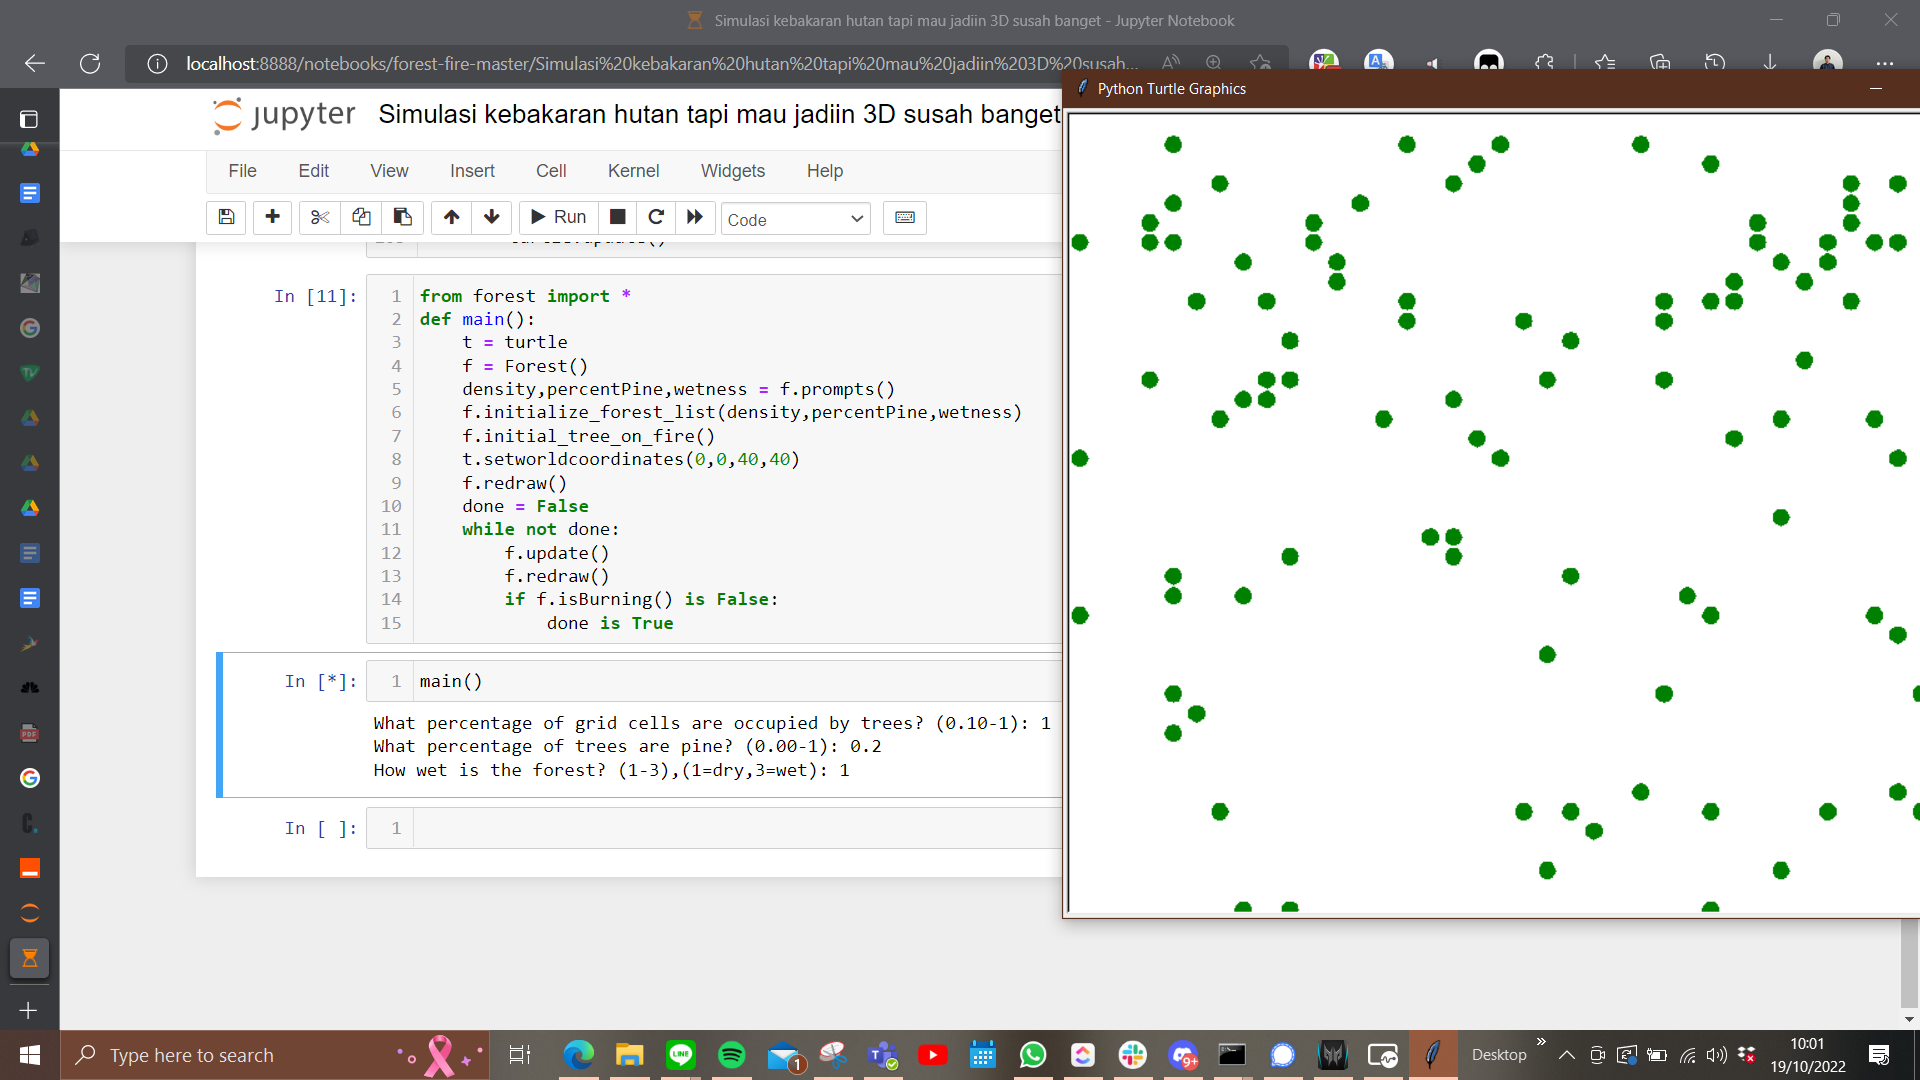 Simulasi kebakaran hutan tapi mau jadiin 3D susah banget - Jupyter Notebook
localhost:8888/notebooks/forest-fire-master/Simulasi%20kebakaran%20hutan%20tapi%20mau%20jadiin%203D%20susah...
Python Turtle Graphics
jupyter Simulasi kebakaran hutan tapi mau jadiin 3D susah banget
File Edit View Insert Cell Kernel Widgets Help
Run Code
In [11]:
1 from forest import *
2 def main():
3 t = turtle
4 f = Forest()
5 density,percentPine,wetness = f.prompts()
6 f.initialize_forest_list(density,percentPine,wetness)
7 f.initial_tree_on_fire()
8 t.setworldcoordinates(0,0,40,40)
9 f.redraw()
10 done = False
11 while not done:
12 f.update()
13 f.redraw()
14 if f.isBurning() is False:
15 done is True
In [*]: 1 main()
What percentage of grid cells are occupied by trees? (0.10-1): 1
What percentage of trees are pine? (0.00-1): 0.2
How wet is the forest? (1-3),(1=dry,3=wet): 1
In [ ]: 1
Type here to search
LINE
1
9+
Desktop
10:01
19/10/2022